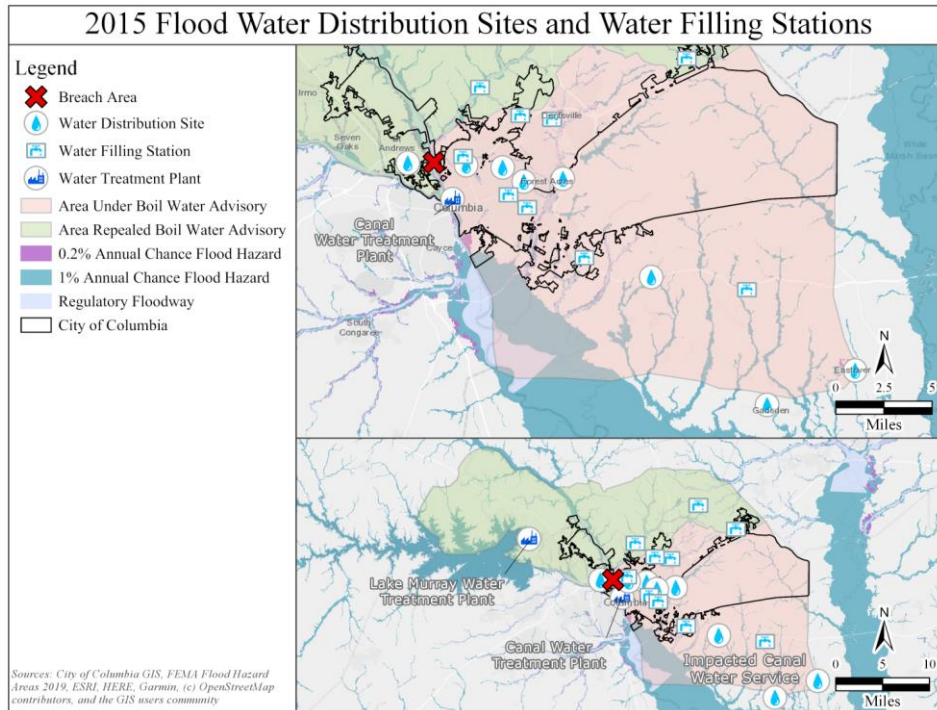 2015 Flood Water Distribution Sites and Water Filling Stations
Legend
Breach Area
Water Distribution Site
Water Filling Station
Water Treatment Plant
Area Under Boil Water Advisory
Area Repealed Boil Water Advisory
0.2% Annual Chance Flood Hazard
1% Annual Chance Flood Hazard
Regulatory Floodway
City of Columbia
Sources: City of Columbia GIS, FEMA Flood Hazard
Areas 2019, ESRI, HERE, Garmin, (c) OpenStreetMap
contributors, and the GIS users community
Irmo
Seven
Oaks
Andrews
Dentsville
Forest Acres
Columbia
Canal
Water Treatment
Plant
Cayce
South
Congaree
Eastover
Gadsden
N
0 2.5 5
Miles
Lake Murray Water
Treatment Plant
Columbia
Canal Water
Treatment Plant
Impacted Canal
Water Service
N
0 5 10
Miles